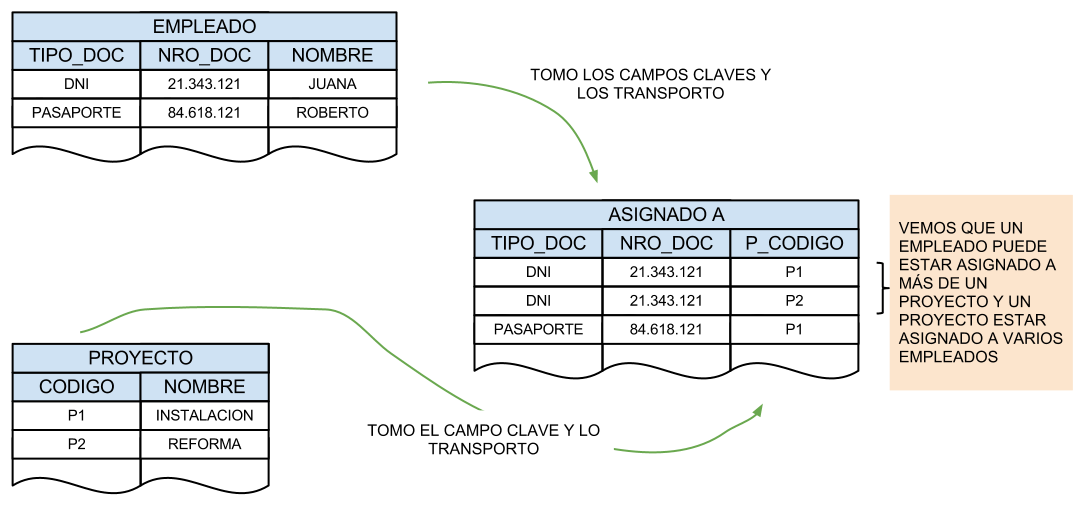 EMPLEADO
TIPO_DOC NRO_DOC NOMBRE
DNI 21.343.121 JUANA
PASAPORTE 84.618.121 ROBERTO
TOMO LOS CAMPOS CLAVES Y
LOS TRANSPORTO
ASIGNADO A
TIPO_DOC NRO_DOC P_CODIGO
DNI 21.343.121 P1
DNI 21.343.121 P2
PASAPORTE 84.618.121 P1
VEMOS QUE UN
EMPLEADO PUEDE
ESTAR ASIGNADO A
MÁS DE UN
PROYECTO Y UN
PROYECTO ESTAR
ASIGNADO A VARIOS
EMPLEADOS
PROYECTO
CODIGO NOMBRE
P1 INSTALACION
P2 REFORMA
TOMO EL CAMPO CLAVE Y LO
TRANSPORTO